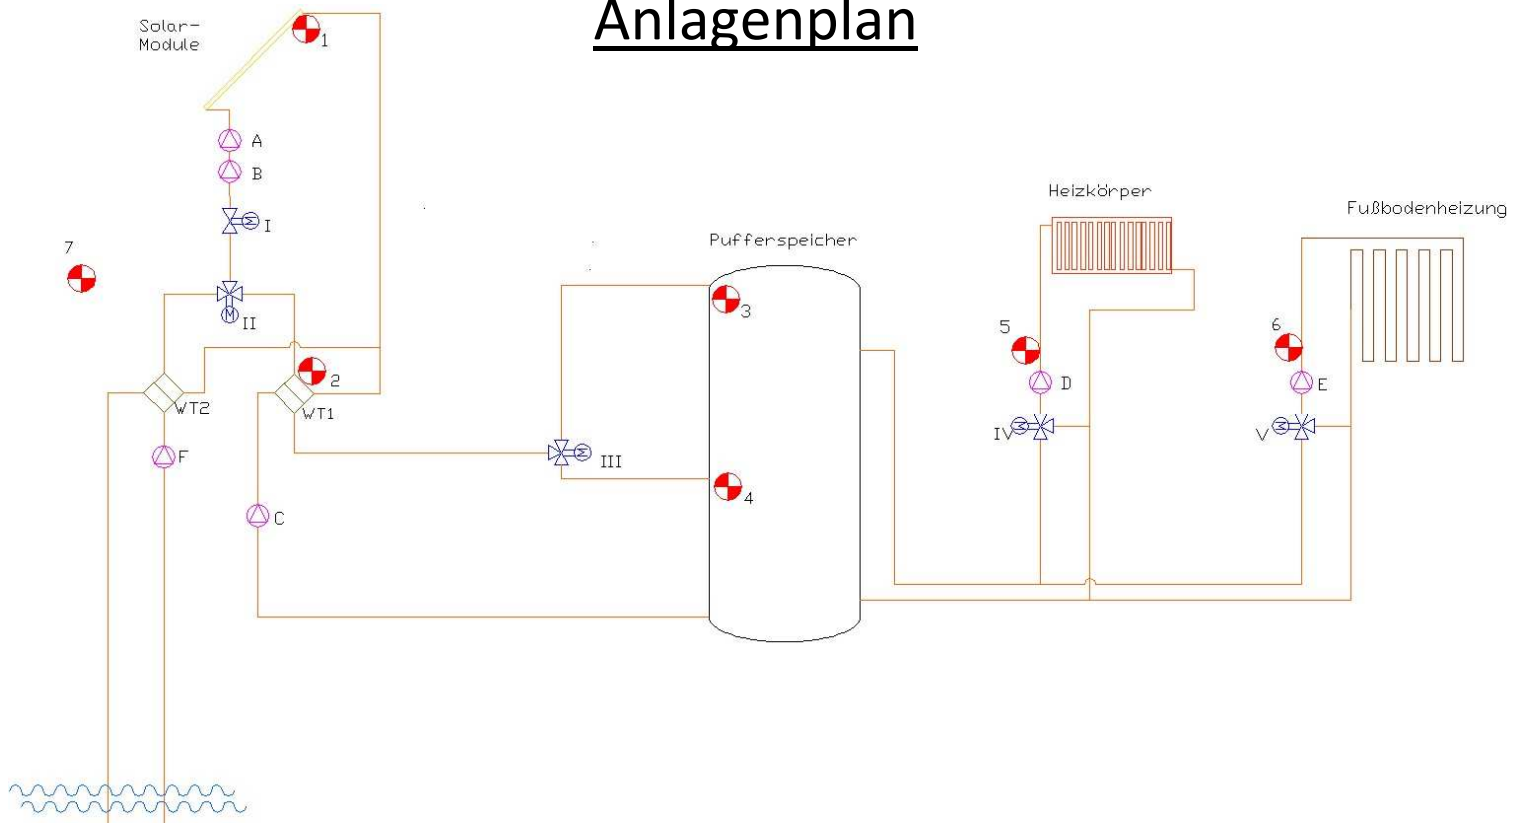 Anlagenplan
Solar-
Module
1
A
B
I
7
II
2
WT2
WT1
F
C
III
Pufferspeicher
3
4
Heizkörper
5
D
IV
Fußbodenheizung
6
E
V
M
M
M
M
M